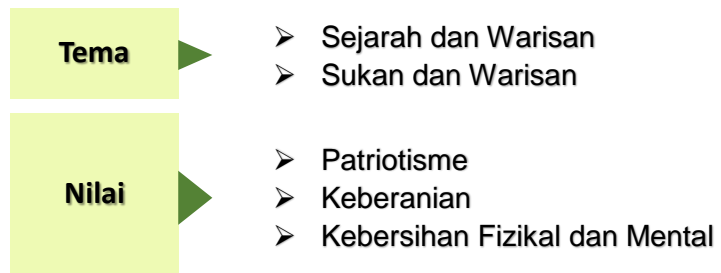 Tema
➢ Sejarah dan Warisan
➢ Sukan dan Warisan
Nilai
➢ Patriotisme
➢ Keberanian
➢ Kebersihan Fizikal dan Mental